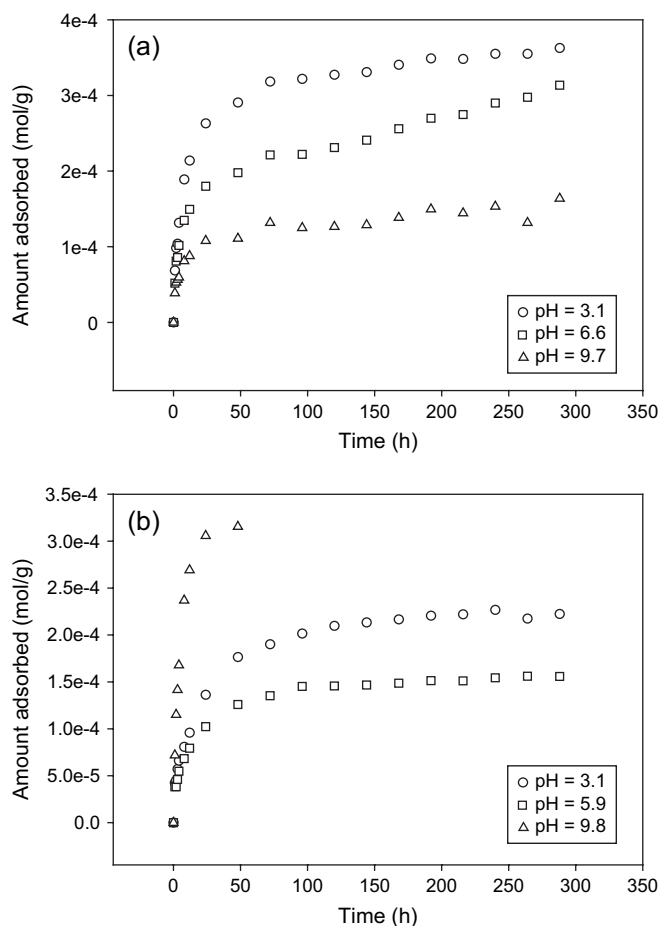 (a)
Amount adsorbed (mol/g)
4e-4
3e-4
2e-4
1e-4
0
pH = 3.1
pH = 6.6
pH = 9.7
0 50 100 150 200 250 300 350
Time (h)
(b)
Amount adsorbed (mol/g)
3.5e-4
3.0e-4
2.5e-4
2.0e-4
1.5e-4
1.0e-4
5.0e-5
0.0
pH = 3.1
pH = 5.9
pH = 9.8
0 50 100 150 200 250 300 350
Time (h)